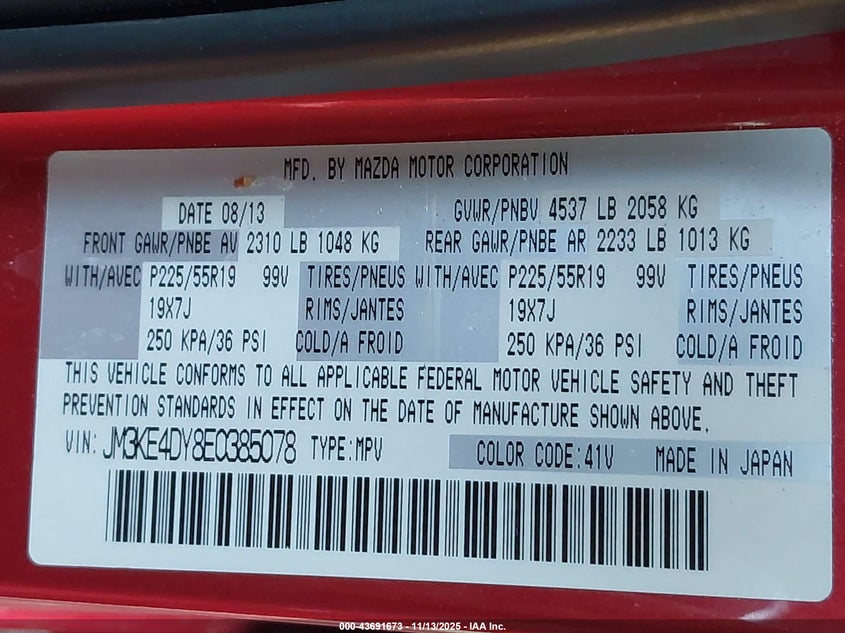 MFD. BY MAZDA MOTOR CORPORATION
DATE 08/13 GVWR/PNBV 4537 LB 2058 KG
FRONT GAWR/PNBE AV 2310 LB 1048 KG REAR GAWR/PNBE AR 2233 LB 1013 KG
WITH/AVEC P225/55R19 99V TIRES/PNEUS WITH/AVEC P225/55R19 99V TIRES/PNEUS
19X7J RIMS/JANTES 19X7J RIMS/JANTES
250 KPA/36 PSI COLD/A FROID 250 KPA/36 PSI COLD/A FROID
THIS VEHICLE CONFORMS TO ALL APPLICABLE FEDERAL MOTOR VEHICLE SAFETY AND THEFT
PREVENTION STANDARDS IN EFFECT ON THE DATE OF MANUFACTURE SHOWN ABOVE.
VIN: JM3KE4DY8E0385078 TYPE:MPV COLOR CODE:41V MADE IN JAPAN
000-43691673 - 11/13/2025 - IAA Inc.